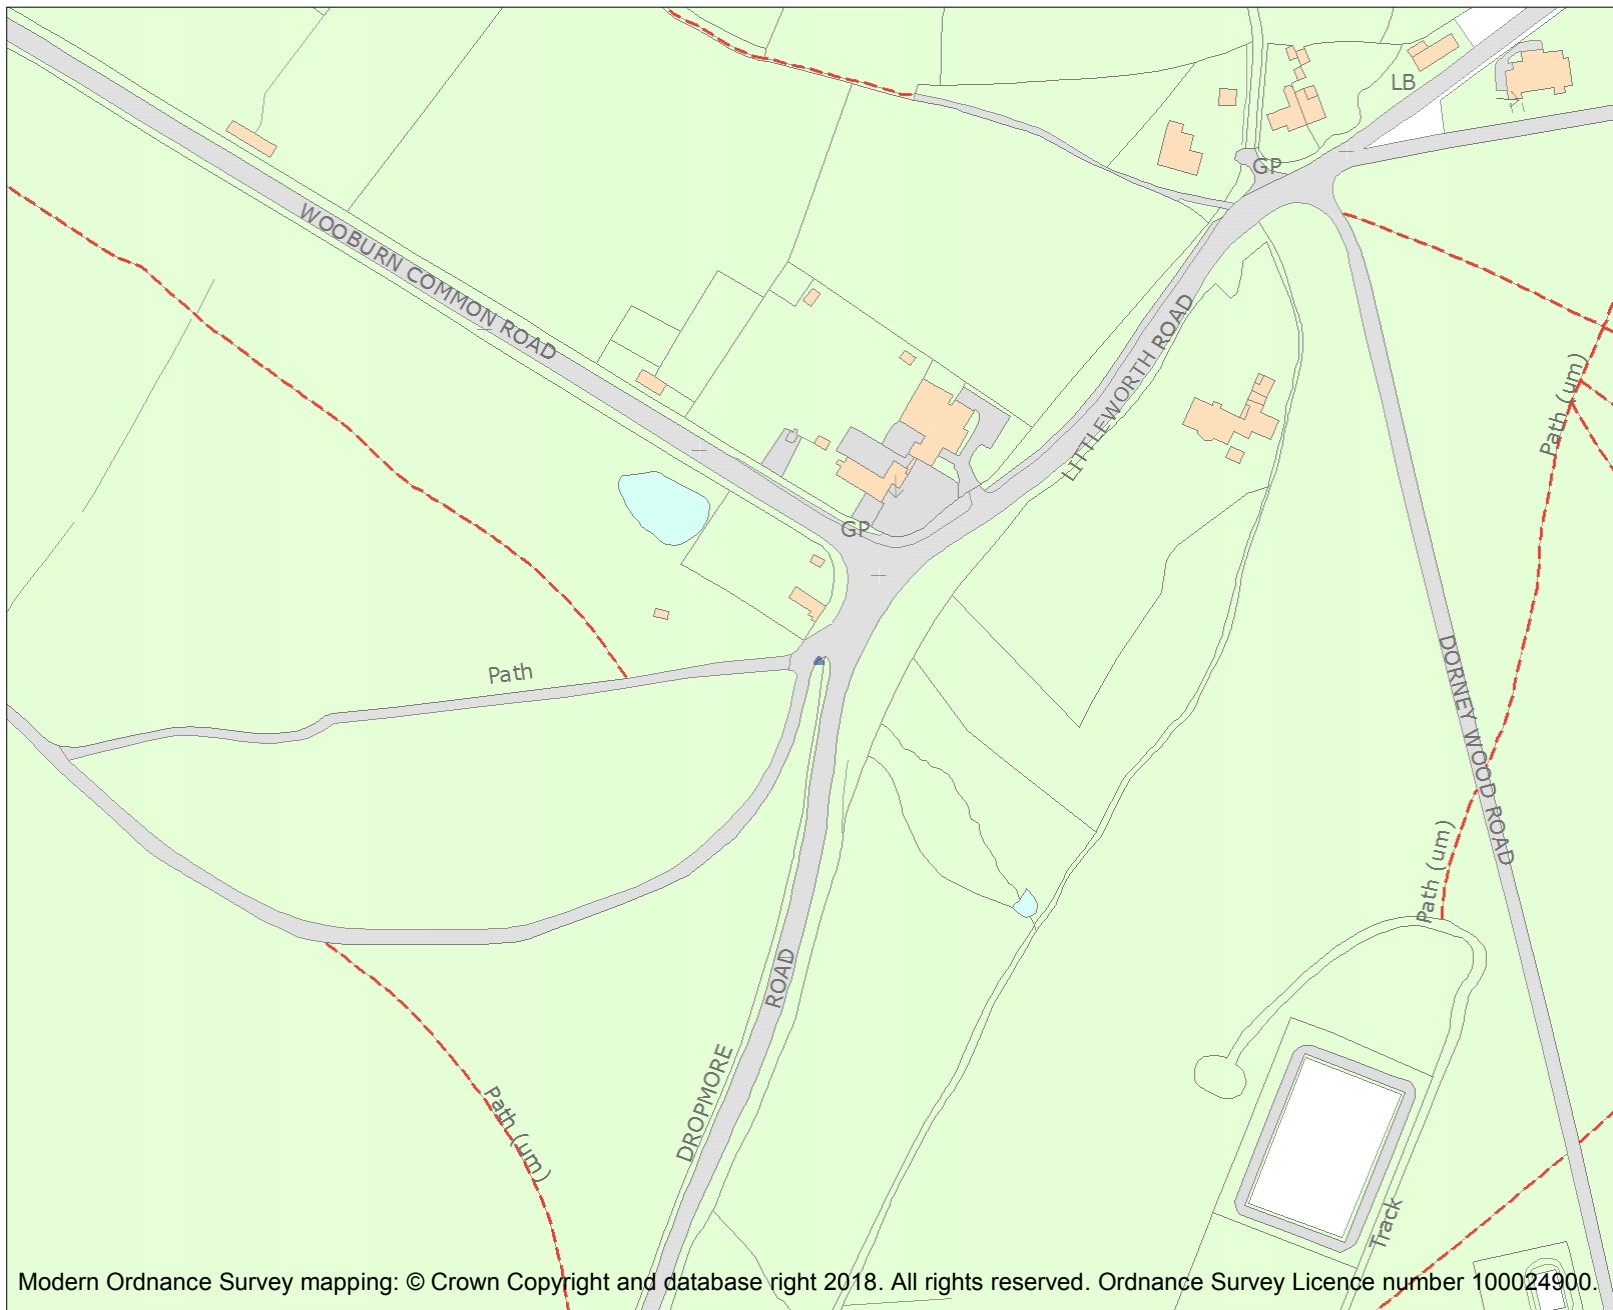 LB
GP
WOOBURN COMMON ROAD
LITTLEWORTH ROAD
Path (um)
GP
Path
DORNEY WOOD ROAD
Path (um)
ROAD
DROPMORE
Path (um)
Track
Modern Ordnance Survey mapping: © Crown Copyright and database right 2018. All rights reserved. Ordnance Survey Licence number 100024900.